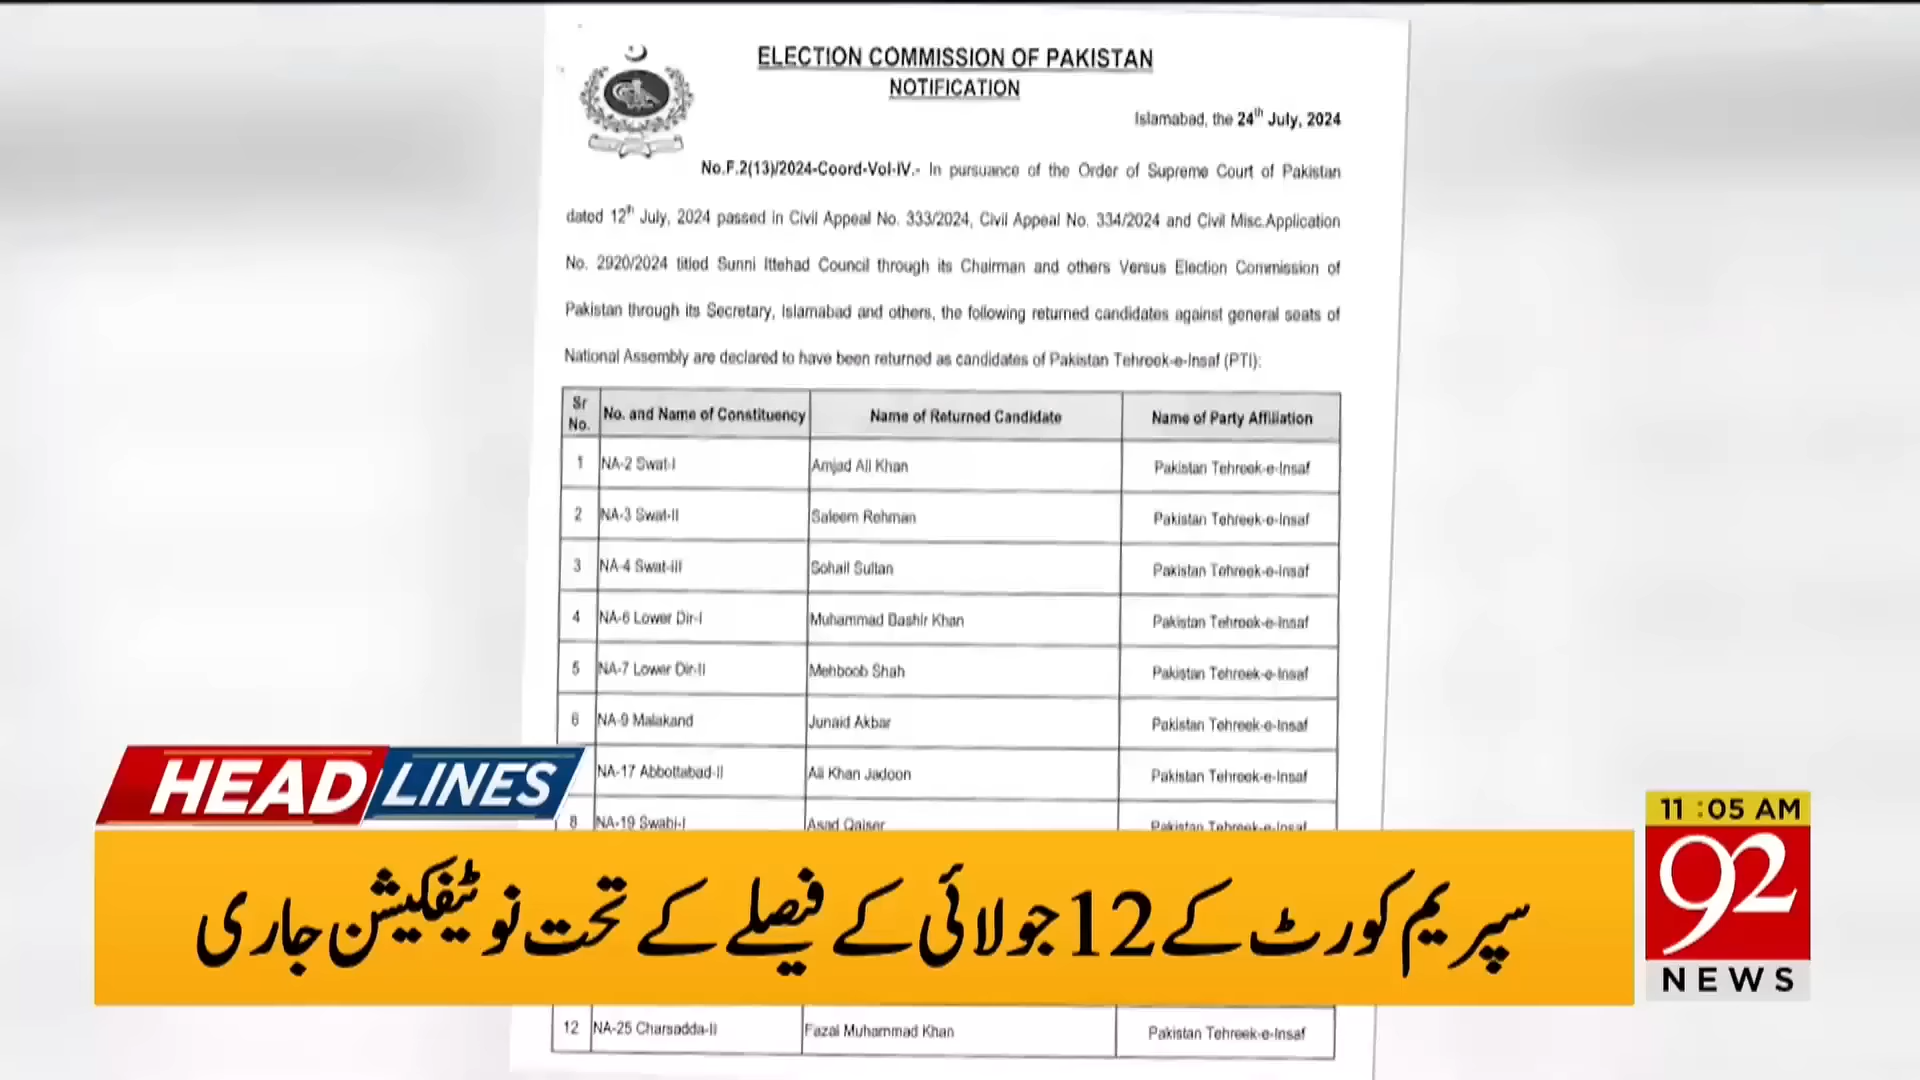 ELECTION COMMISSION OF PAKISTAN
NOTIFICATION
Islamabad, the 24th July, 2024
No.F.2(13)/2024-Coord-Vol-IV.- In pursuance of the Order of Supreme Court of Pakistan
dated 12th July, 2024 passed in Civil Appeal No. 333/2024, Civil Appeal No. 334/2024 and Civil Misc.Application
No. 2920/2024 titled Sunni Ittehad Council through its Chairman and others Versus Election Commission of
Pakistan through its Secretary, Islamabad and others, the following returned candidates against general seats of
National Assembly are declared to have been returned as candidates of Pakistan Tehreek-e-Insaf (PTI):
Sr No. No. and Name of Constituency Name of Returned Candidate Name of Party Affiliation
1 NA-2 Swat-I Amjad Ali Khan Pakistan Tehreek-e-Insaf
2 NA-3 Swat-II Saleem Rehman Pakistan Tehreek-e-Insaf
3 NA-4 Swat-III Sohail Sultan Pakistan Tehreek-e-Insaf
4 NA-6 Lower Dir-I Muhammad Bashir Khan Pakistan Tehreek-e-Insaf
5 NA-7 Lower Dir-II Mehboob Shah Pakistan Tehreek-e-Insaf
6 NA-9 Malakand Junaid Akbar Pakistan Tehreek-e-Insaf
NA-17 Abbottabad-II Ali Khan Jadoon Pakistan Tehreek-e-Insaf
8 NA-19 Swabi-I Asad Qaiser Pakistan Tehreek-e-Insaf
HEADLINES
11:05 AM
سپریم کورٹ کے 12 جولائی کے فیصلے کے تحت نوٹیفکیشن جاری
92
NEWS
12 NA-25 Charsadda-II Fazal Muhammad Khan Pakistan Tehreek-e-Insaf